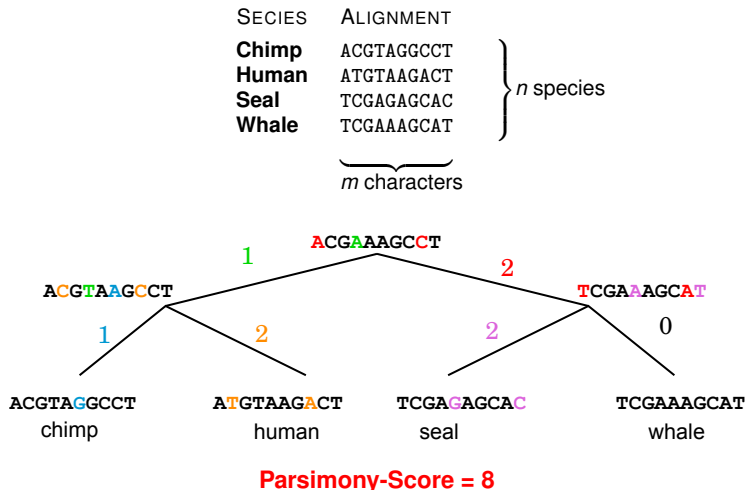 SECIES ALIGNMENT
Chimp ACGTAGGCCT
Human ATGTAAGACT
Seal TCGAGAGCAC
Whale TCGAAAGCAT
n species
m characters
ACGAAAGCCT
1 2
ACGTAAGCCT TCGAAAGCAT
1 2 2 0
ACGTAGGCCT ATGTAAGACT TCGAGAGCAC TCGAAAGCAT
chimp human seal whale
Parsimony-Score = 8